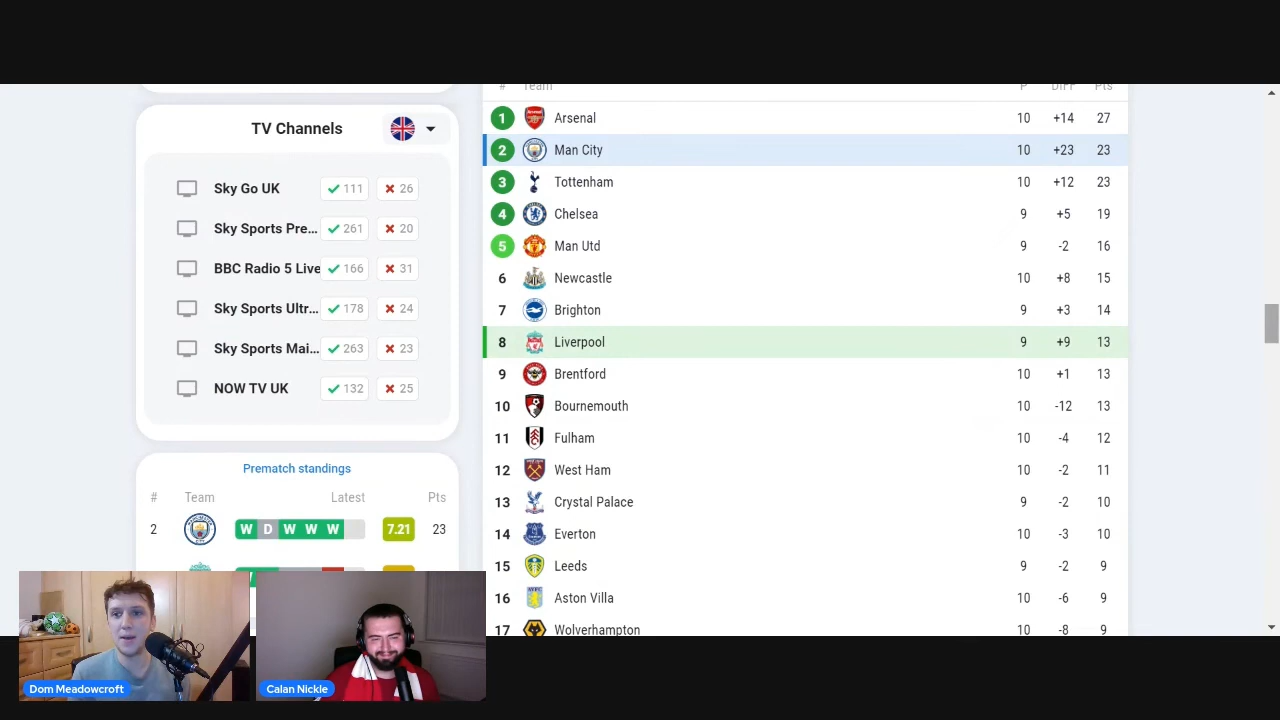 TV Channels
Sky Go UK 111 26
Sky Sports Pre... 261 20
BBC Radio 5 Live 166 31
Sky Sports Ultr... 178 24
Sky Sports Mai... 263 23
NOW TV UK 132 25
Prematch standings
# Team Latest Pts
2 W D W W W 7.21 23
# Team P DIFF Pts
1 Arsenal 10 +14 27
2 Man City 10 +23 23
3 Tottenham 10 +12 23
4 Chelsea 9 +5 19
5 Man Utd 9 -2 16
6 Newcastle 10 +8 15
7 Brighton 9 +3 14
8 Liverpool 9 +9 13
9 Brentford 10 +1 13
10 Bournemouth 10 -12 13
11 Fulham 10 -4 12
12 West Ham 10 -2 11
13 Crystal Palace 9 -2 10
14 Everton 10 -3 10
15 Leeds 9 -2 9
16 Aston Villa 10 -6 9
17 Wolverhampton 10 -8 9
Dom Meadowcroft
Calan Nickle